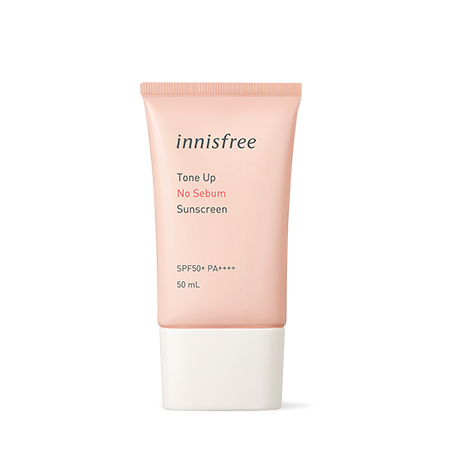 innisfree
Tone Up
No Sebum
Sunscreen
SPF50+ PA++++
50 mL